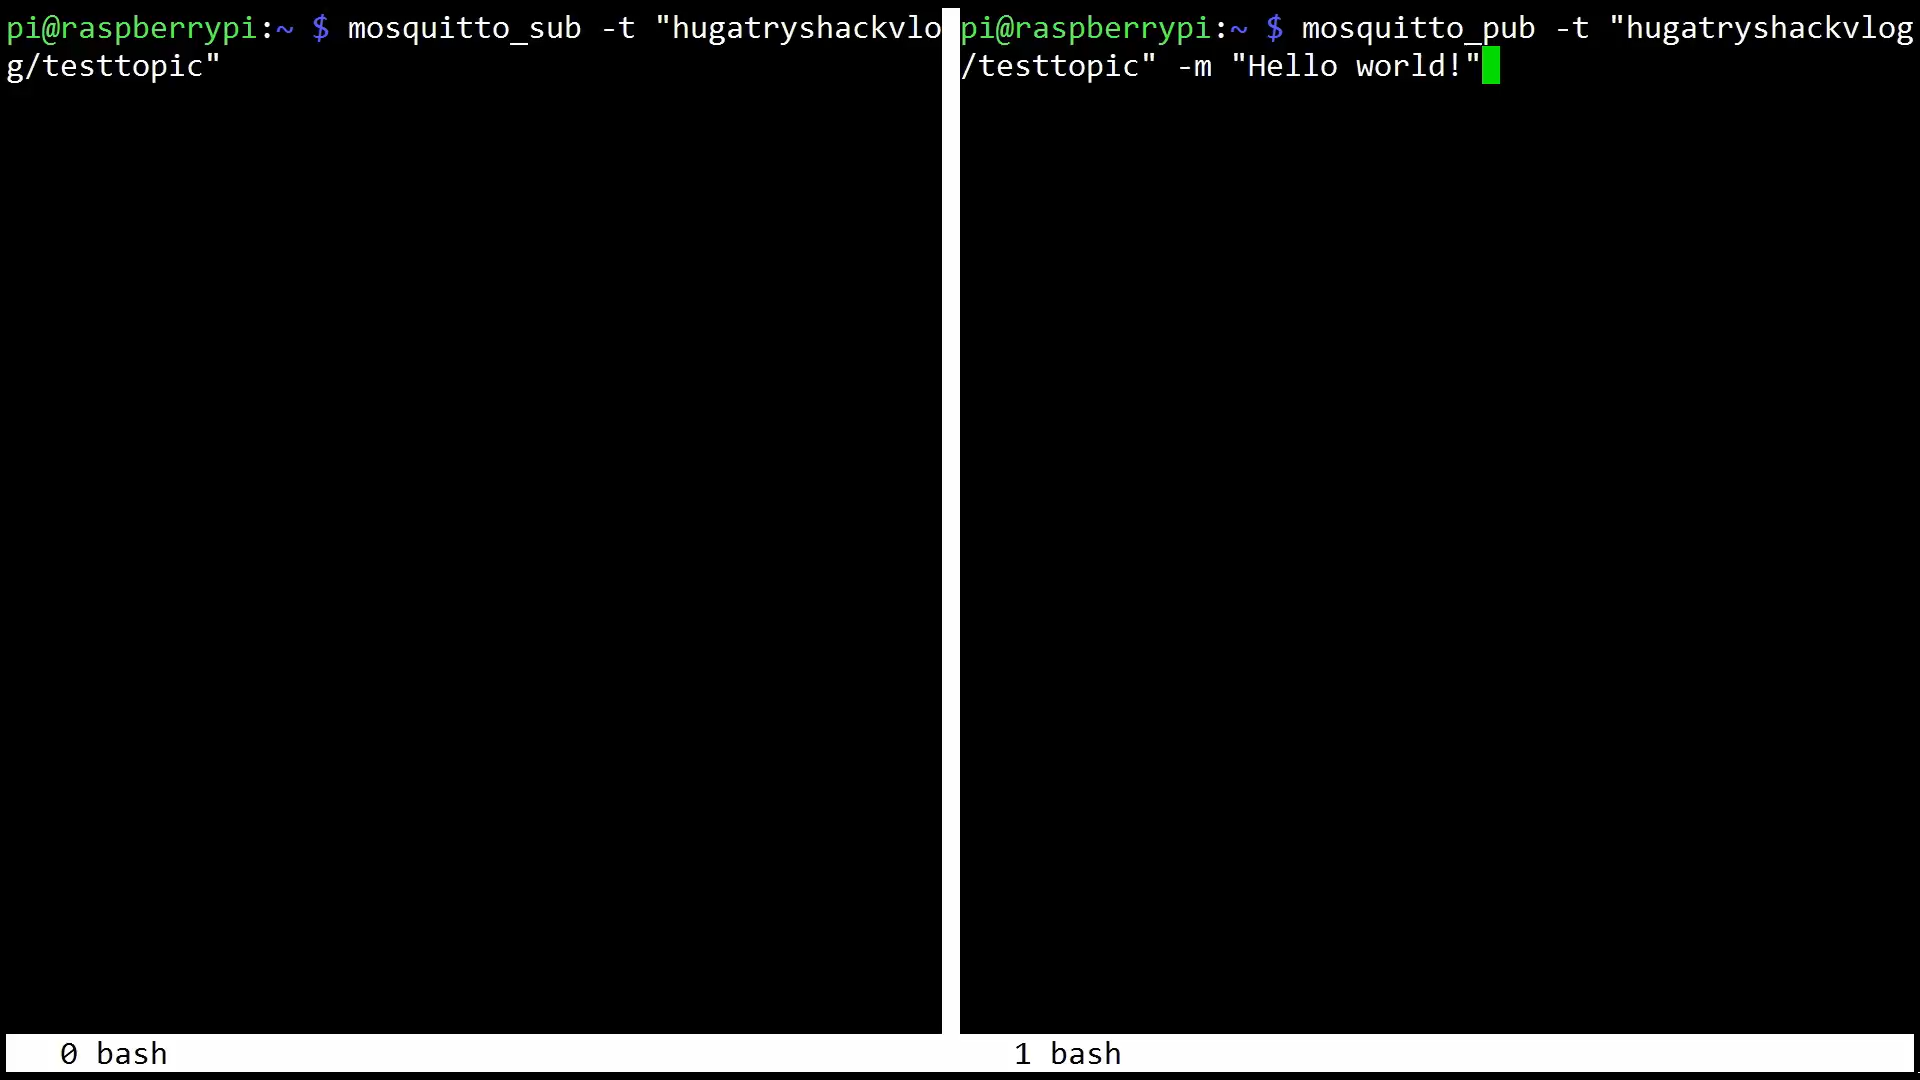 pi@raspberrypi:~ $ mosquitto_sub -t "hugatryshackvlo
g/testtopic"
pi@raspberrypi:~ $ mosquitto_pub -t "hugatryshackvlog
/testtopic" -m "Hello world!"
0 bash
1 bash